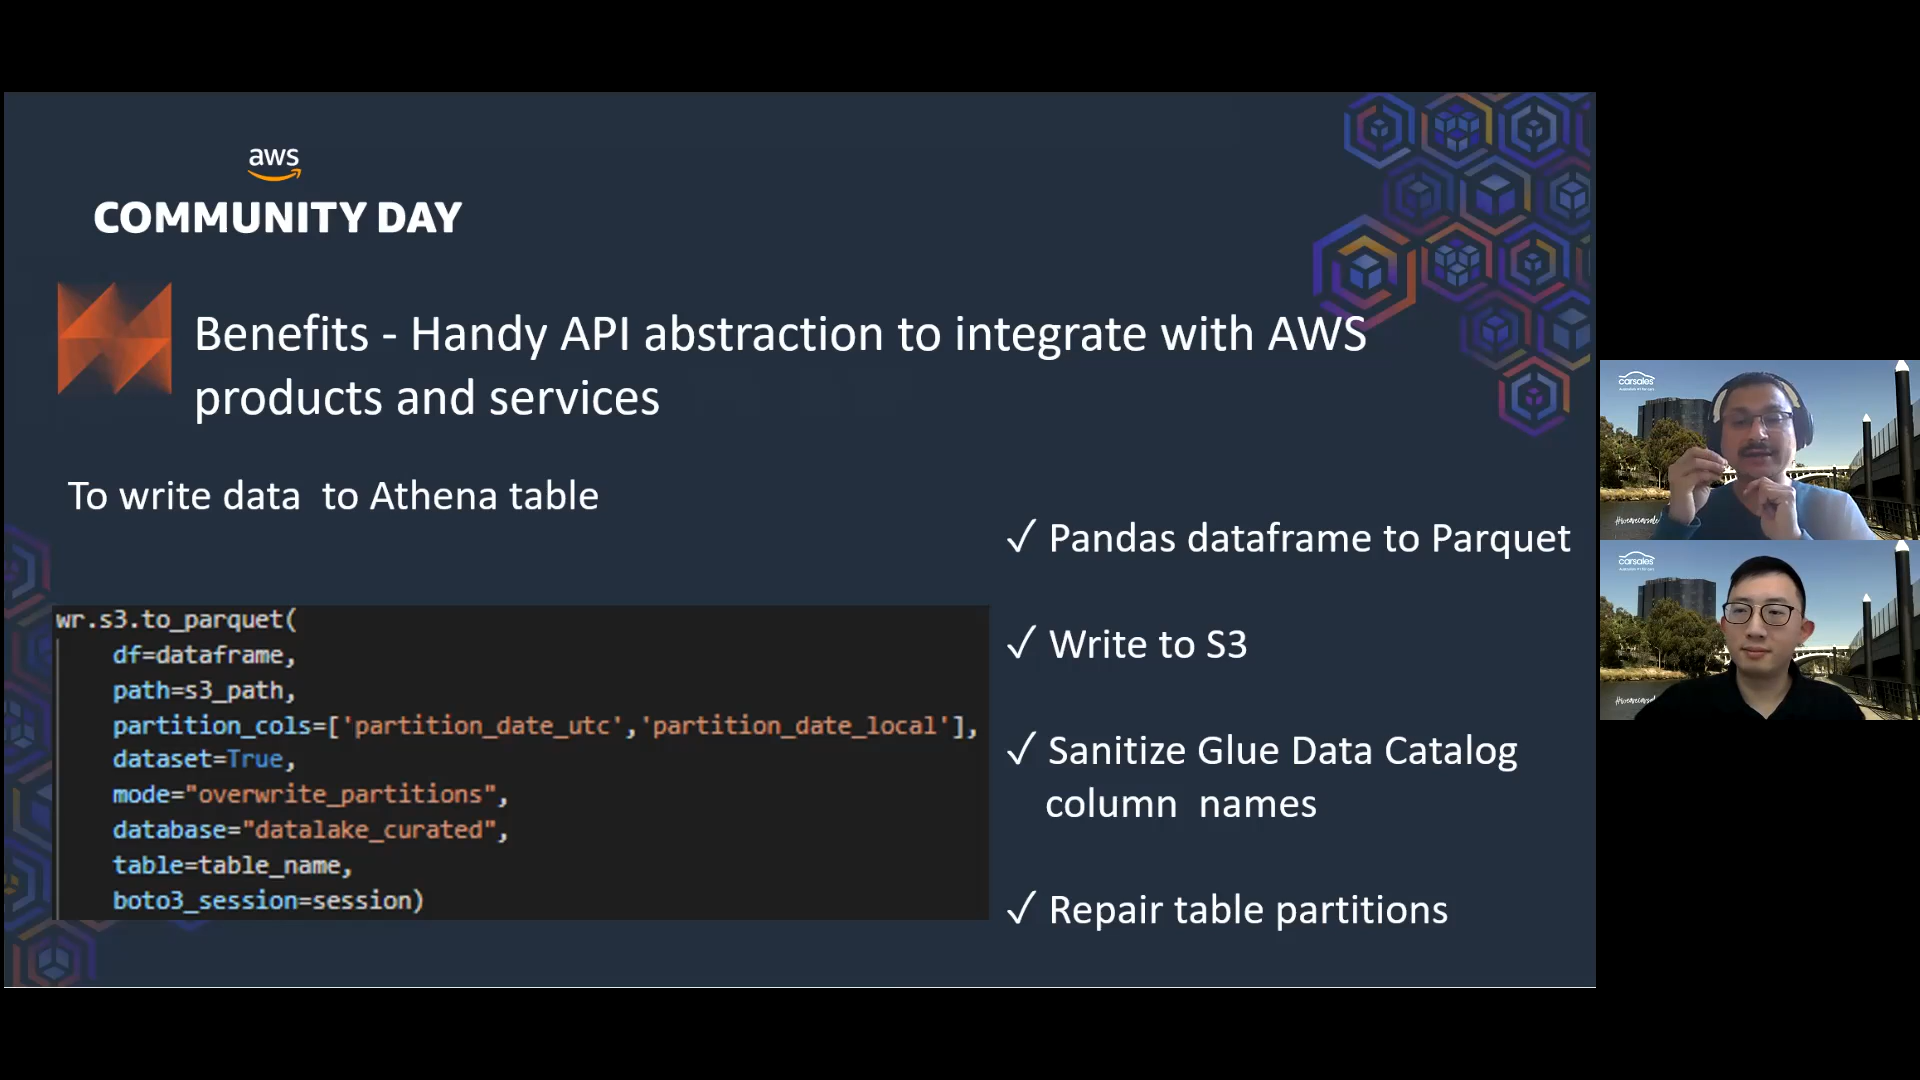 aws
COMMUNITY DAY
Benefits - Handy API abstraction to integrate with AWS
products and services
To write data  to Athena table
wr.s3.to_parquet(
    df=dataframe,
    path=s3_path,
    partition_cols=['partition_date_utc','partition_date_local'],
    dataset=True,
    mode="overwrite_partitions",
    database="datalake_curated",
    table=table_name,
    boto3_session=session)
✓ Pandas dataframe to Parquet
✓ Write to S3
✓ Sanitize Glue Data Catalog
column  names
✓ Repair table partitions
carsales
carsales